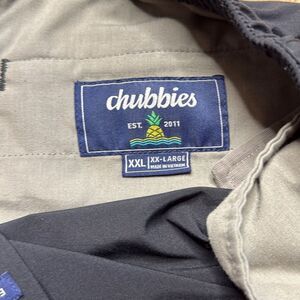 chubbies
EST. 2011
XXL XX-LARGE
MADE IN VIETNAM